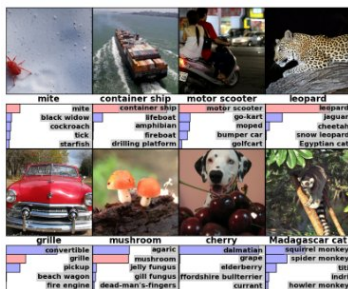 mite
container ship
motor scooter
leopard
mite
black widow
cockroach
tick
starfish
container ship
lifeboat
amphibian
fireboat
drilling platform
motor scooter
go-kart
moped
bumper car
golfcart
leopard
jaguar
cheetah
snow leopard
Egyptian cat
grille
mushroom
cherry
Madagascar cat
convertible
grille
pickup
beach wagon
fire engine
agaric
mushroom
jelly fungus
gill fungus
dead-man's-fingers
dalmatian
grape
elderberry
ffordshire bullterrier
currant
squirrel monkey
spider monkey
titi
indri
howler monkey